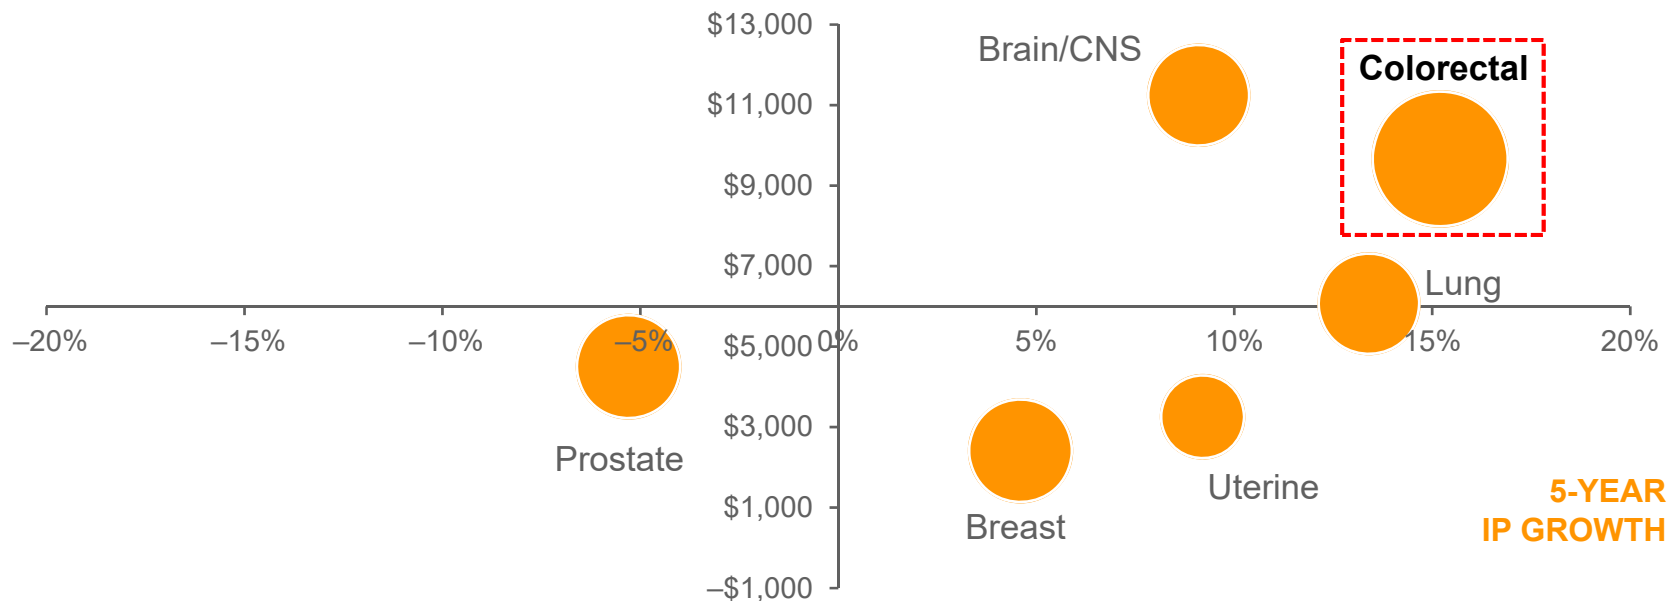 $13,000
Brain/CNS
Colorectal
$11,000
$9,000
$7,000
Lung
–20%
–15%
–10%
–5%
$5,000
0%
5%
10%
15%
20%
$3,000
Prostate
Uterine
5-YEAR
$1,000
Breast
IP GROWTH
–$1,000